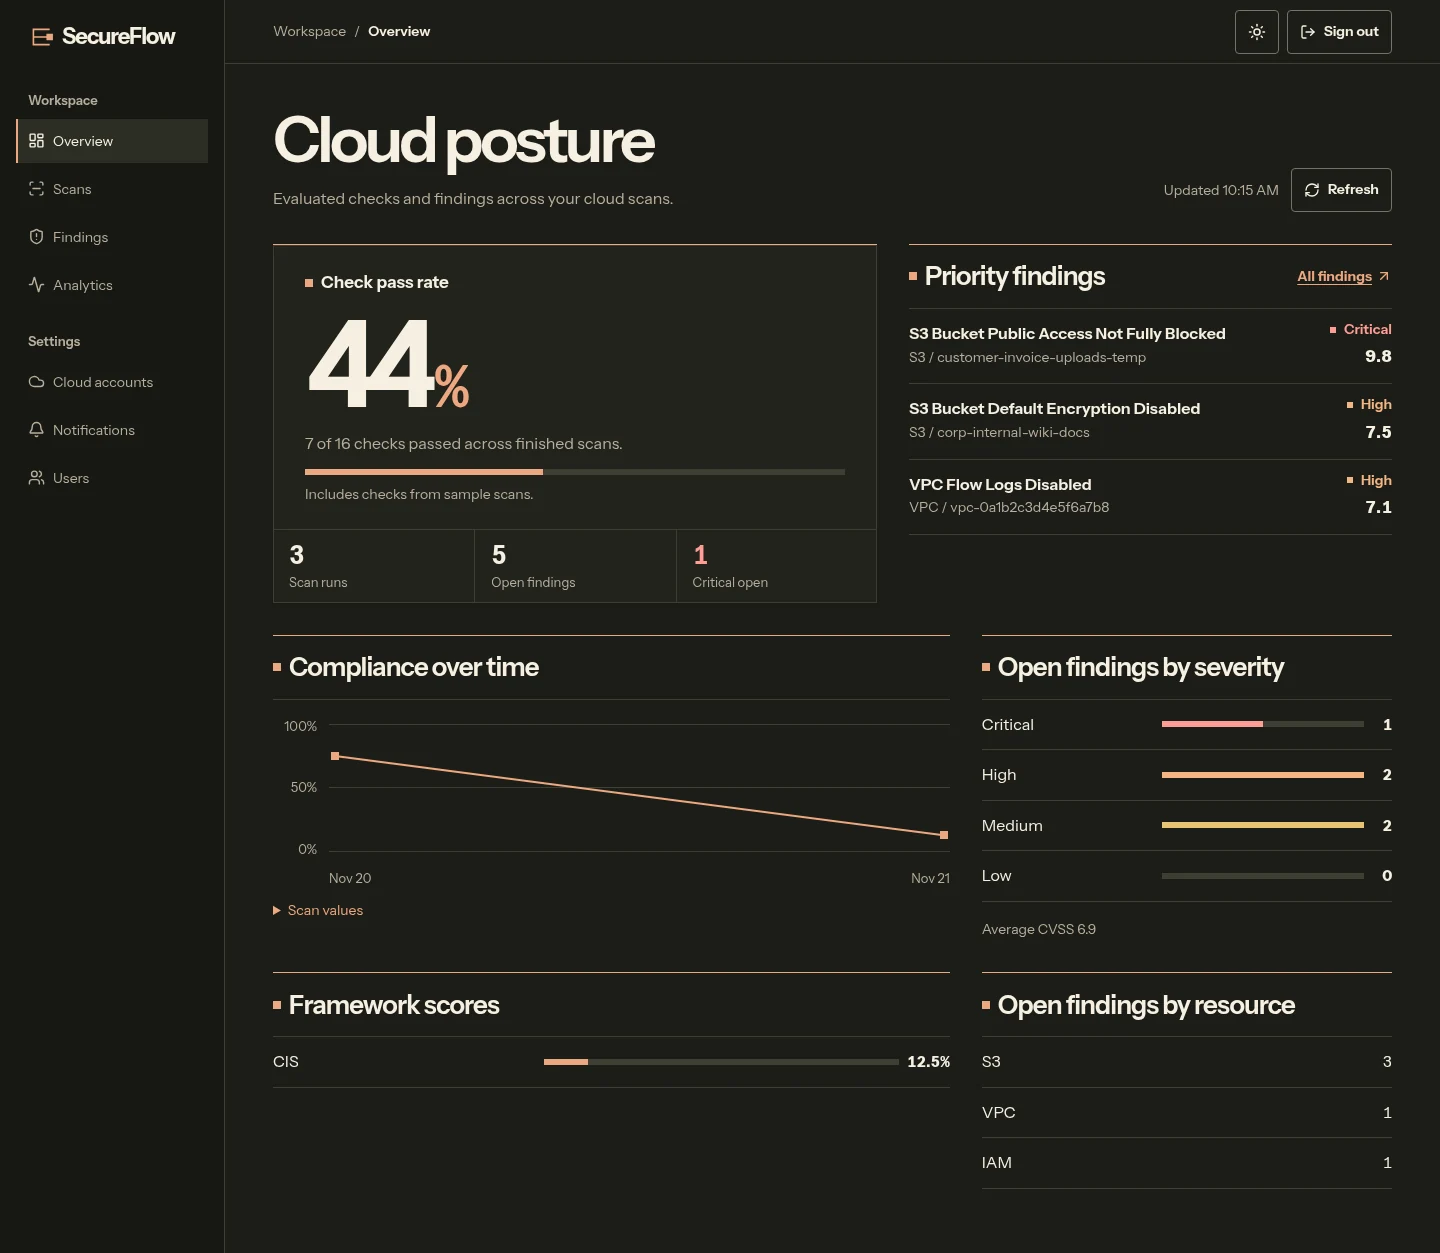 SecureFlow
Workspace
Overview
Scans
Findings
Analytics
Settings
Cloud accounts
Notifications
Users
Workspace / Overview
Sign out
Cloud posture
Evaluated checks and findings across your cloud scans.
Updated 10:15 AM
Refresh
Check pass rate
44%
7 of 16 checks passed across finished scans.
Includes checks from sample scans.
3
Scan runs
5
Open findings
1
Critical open
Priority findings
All findings
S3 Bucket Public Access Not Fully Blocked
Critical
S3 / customer-invoice-uploads-temp
9.8
S3 Bucket Default Encryption Disabled
High
S3 / corp-internal-wiki-docs
7.5
VPC Flow Logs Disabled
High
VPC / vpc-0a1b2c3d4e5f6a7b8
7.1
Compliance over time
100%
50%
0%
Nov 20
Nov 21
Scan values
Open findings by severity
Critical 1
High 2
Medium 2
Low 0
Average CVSS 6.9
Framework scores
CIS 12.5%
Open findings by resource
S3 3
VPC 1
IAM 1